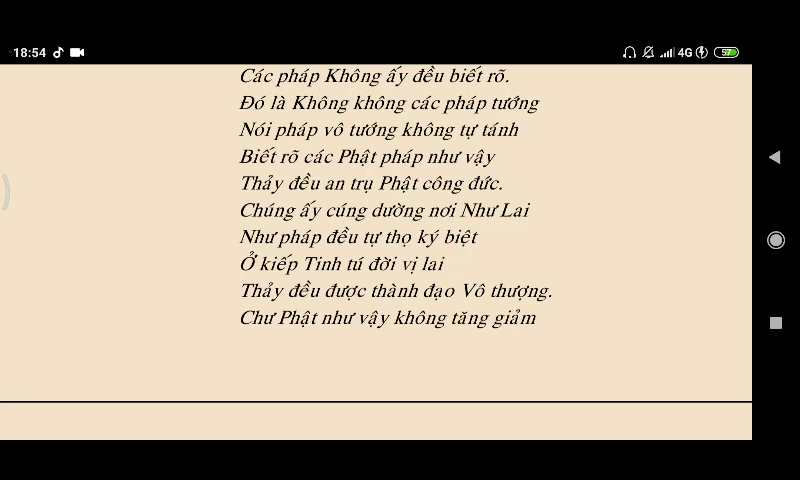 18:54
4G
57
Các pháp Không ấy đều biết rõ.
Đó là Không không các pháp tướng
Nói pháp vô tướng không tự tánh
Biết rõ các Phật pháp như vậy
Thảy đều an trụ Phật công đức.
Chúng ấy cúng dường nơi Như Lai
Như pháp đều tự thọ ký biệt
Ở kiếp Tinh tú đời vị lai
Thảy đều được thành đạo Vô thượng.
Chư Phật như vậy không tăng giảm